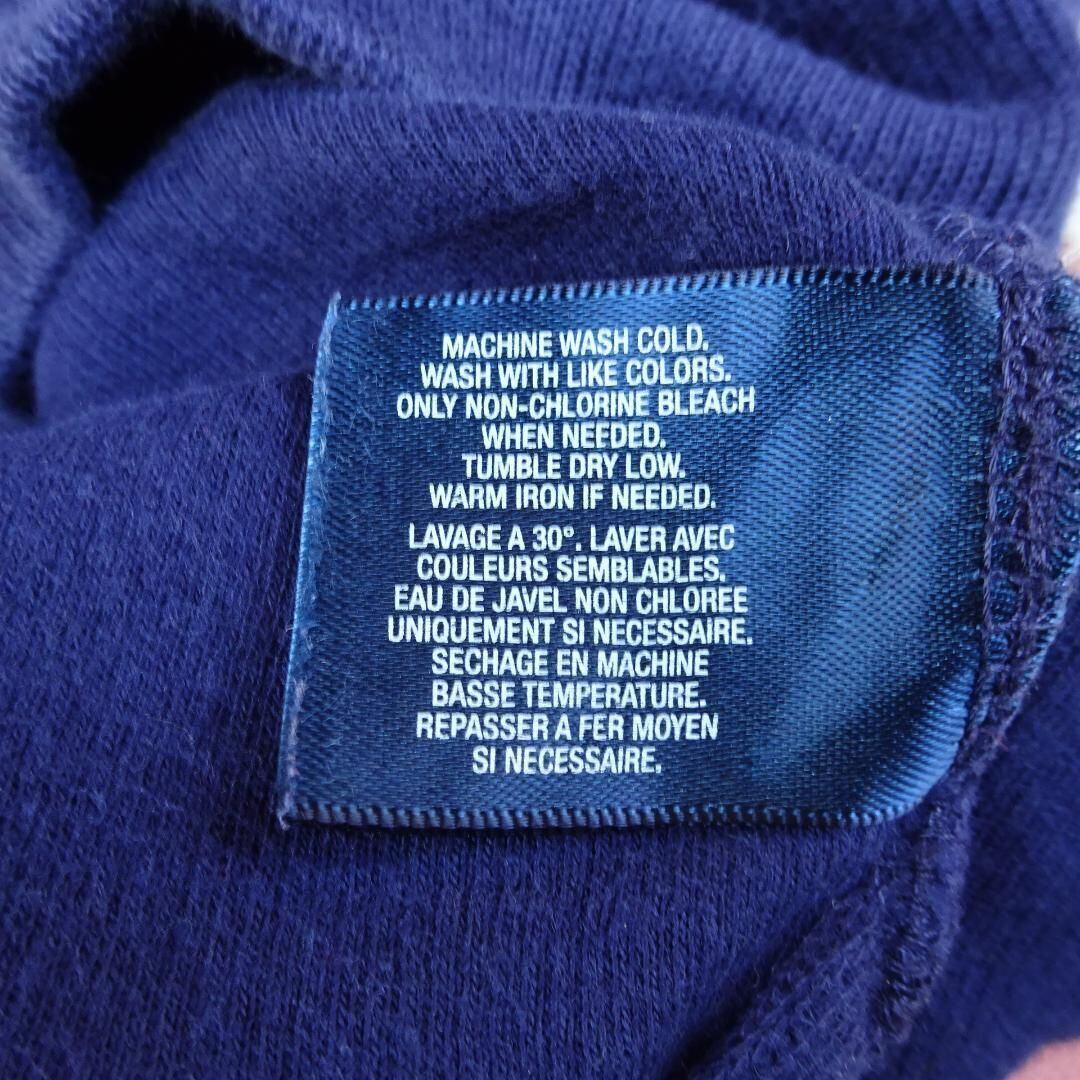 MACHINE WASH COLD.
WASH WITH LIKE COLORS.
ONLY NON-CHLORINE BLEACH
WHEN NEEDED.
TUMBLE DRY LOW.
WARM IRON IF NEEDED.
LAVAGE A 30°. LAVER AVEC
COULEURS SEMBLABLES.
EAU DE JAVEL NON CHLOREE
UNIQUEMENT SI NECESSAIRE.
SECHAGE EN MACHINE
BASSE TEMPERATURE.
REPASSER A FER MOYEN
SI NECESSAIRE.